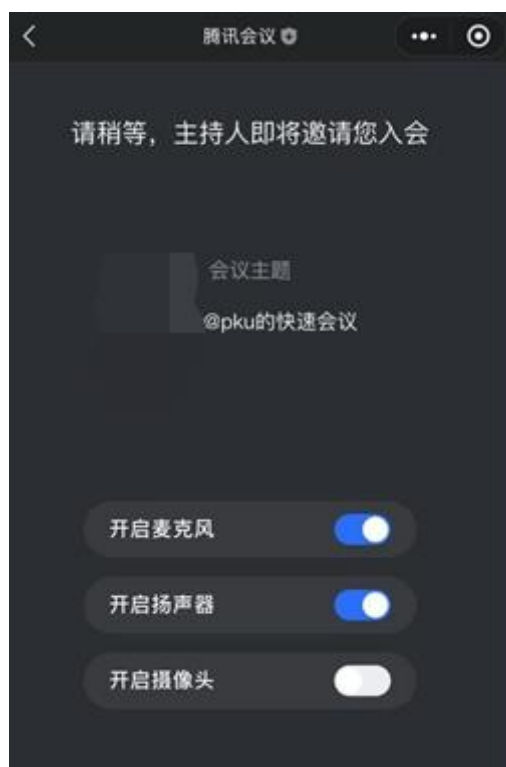 腾讯会议
请稍等，主持人即将邀请您入会
会议主题
@pku的快速会议
开启麦克风
开启扬声器
开启摄像头